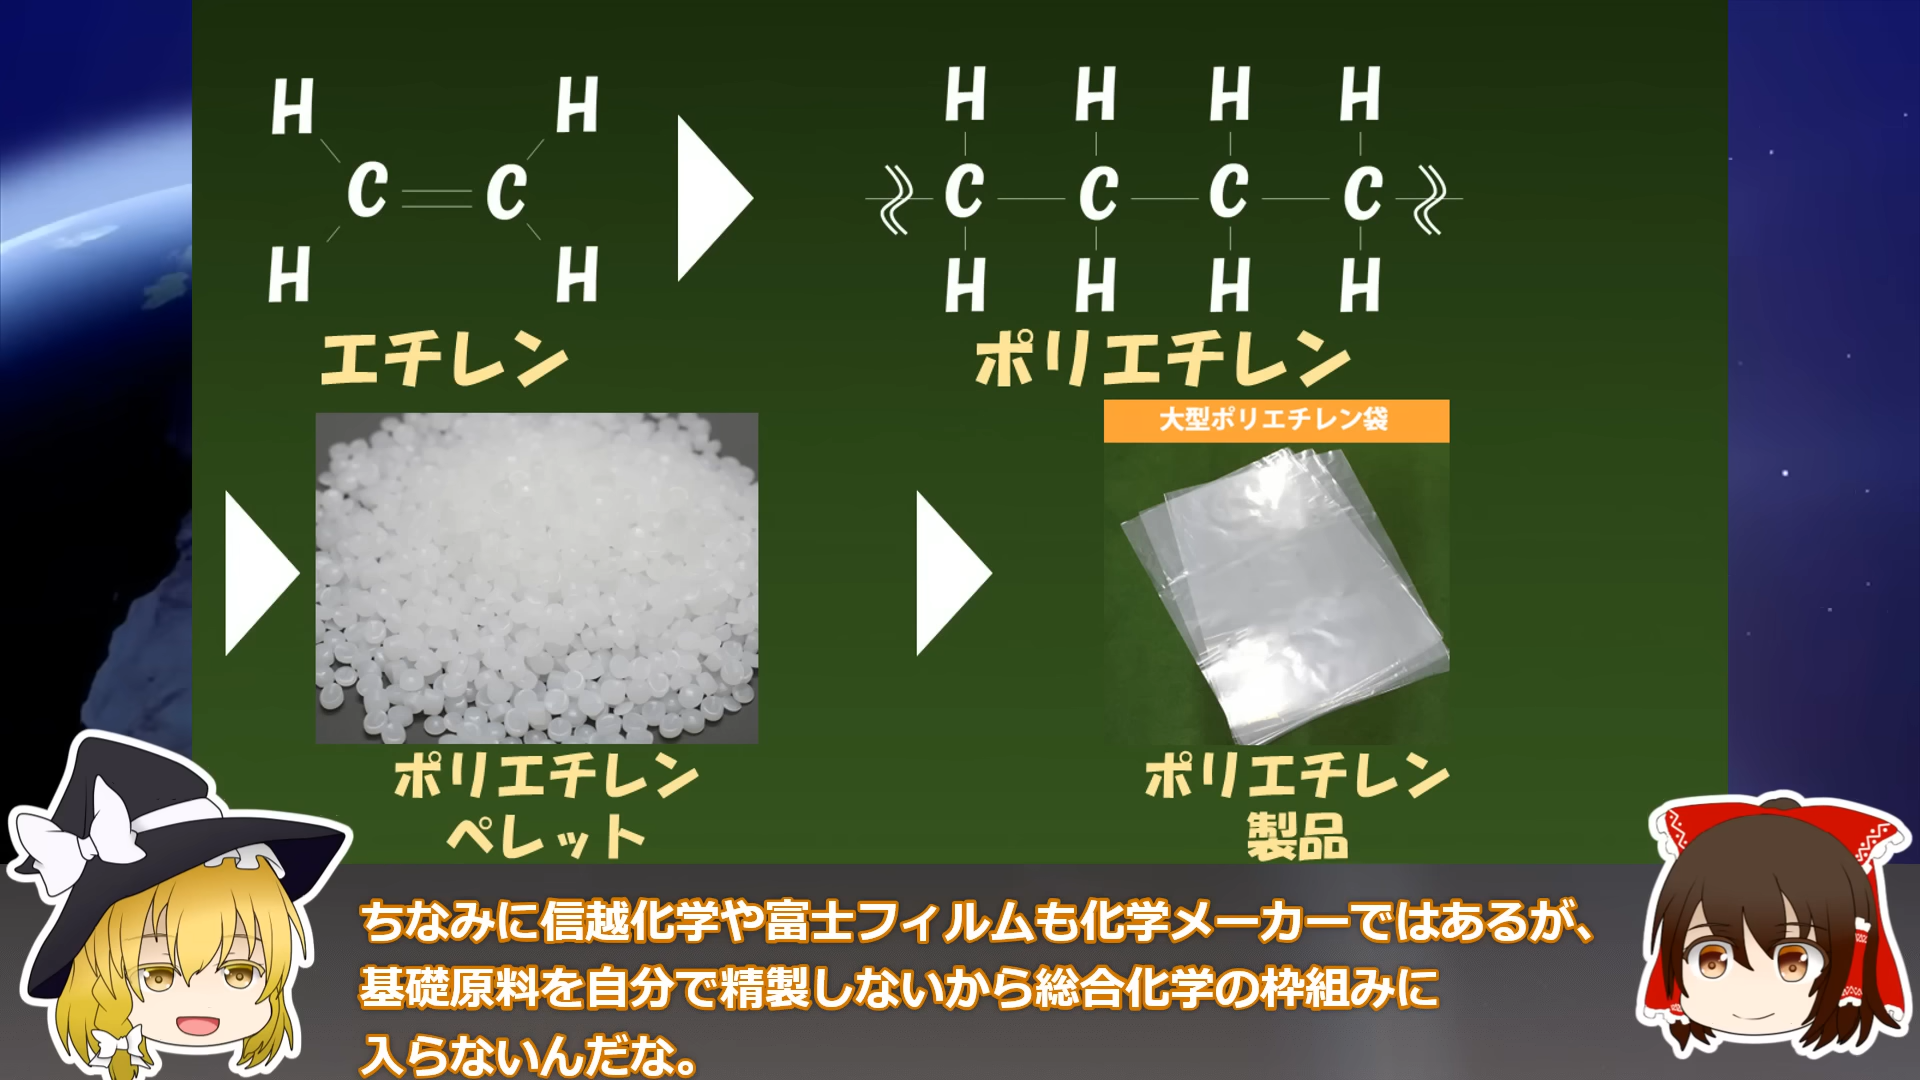 H H H H H H
C C C C C C
H H H H H H
エチレン ポリエチレン
大型ポリエチレン袋
ポリエチレン ポリエチレン
ペレット 製品
ちなみに信越化学や富士フィルムも化学メーカーではあるが、
基礎原料を自分で精製しないから総合化学の枠組みに
入らないんだな。